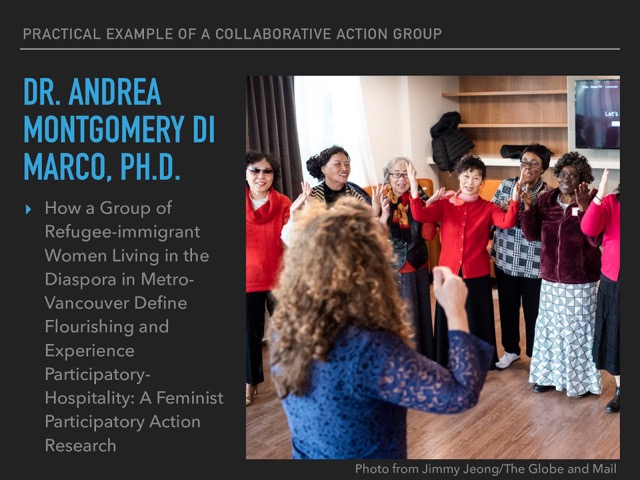 PRACTICAL EXAMPLE OF A COLLABORATIVE ACTION GROUP
DR. ANDREA
MONTGOMERY DI
MARCO, PH.D.
How a Group of
Refugee-immigrant
Women Living in the
Diaspora in Metro-
Vancouver Define
Flourishing and
Experience
Participatory-
Hospitality: A Feminist
Participatory Action
Research
Let's
Photo from Jimmy Jeong/The Globe and Mail